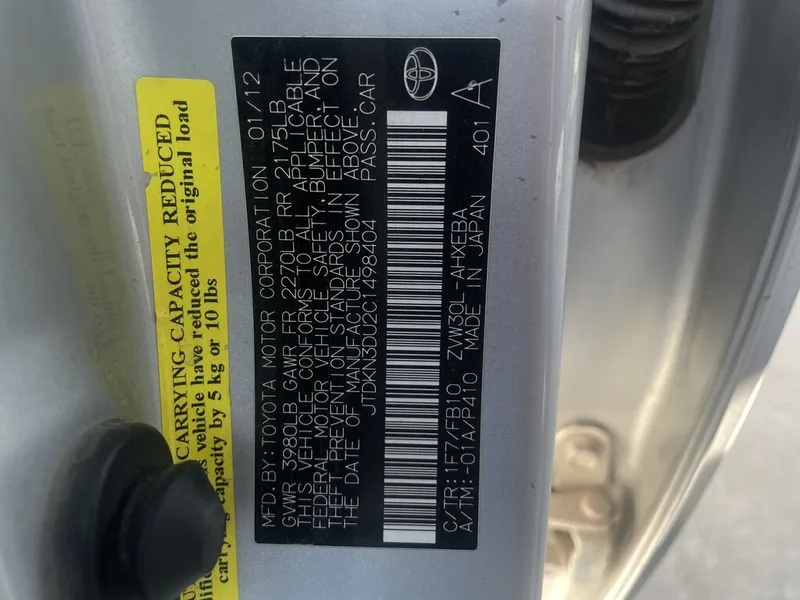 MFD. BY: TOYOTA MOTOR CORPORATION 01/12
GVWR 3980LB GAWR FR 2270LB RR 2175LB
THIS VEHICLE CONFORMS TO ALL APPLICABLE
FEDERAL MOTOR VEHICLE SAFETY, BUMPER, AND
THEFT PREVENTION STANDARDS IN EFFECT ON
THE DATE OF MANUFACTURE SHOWN ABOVE.
JTDKN3DU2C1498404 PASS. CAR
C/TR: 1F7/FB10 ZVW30L-AHXEBA
A/TM: -01A/P410 MADE IN JAPAN 401 A
CARRYING CAPACITY REDUCED
vehicle have reduced the original load
carrying capacity by 5 kg or 10 lbs